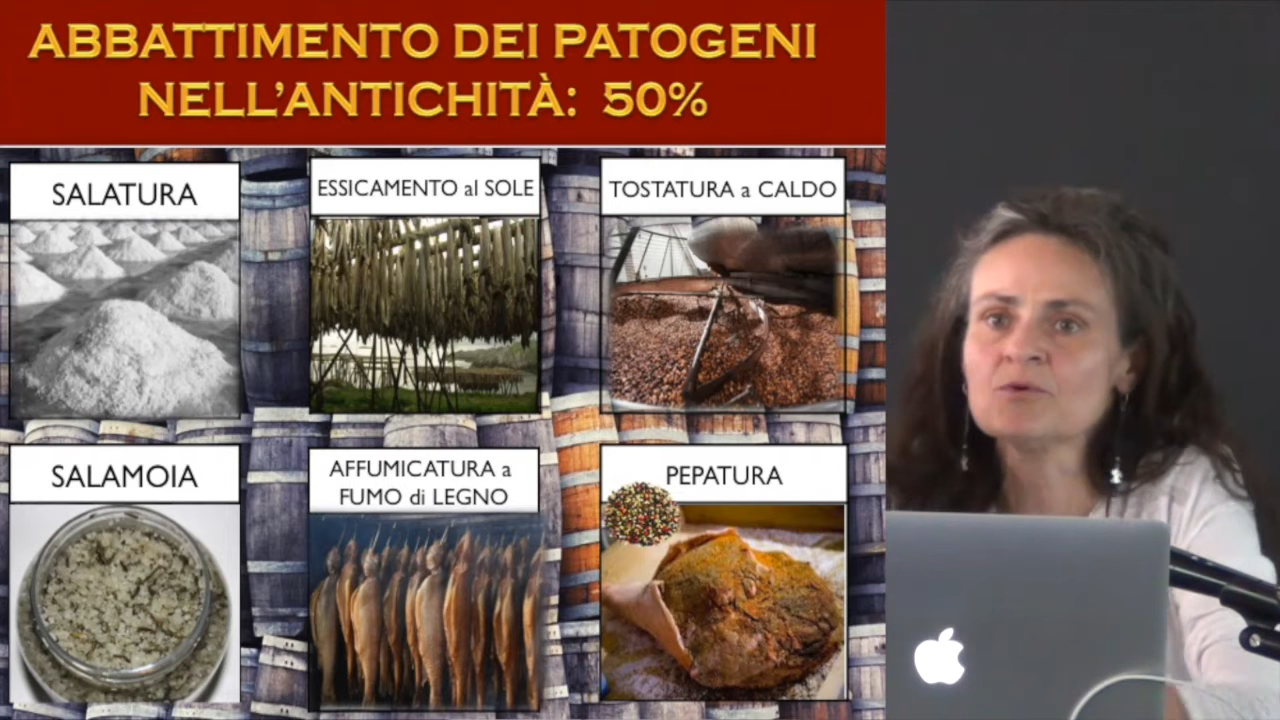 ABBATTIMENTO DEI PATOGENI
NELL'ANTICHITÀ: 50%
SALATURA
ESSICAMENTO al SOLE
TOSTATURA a CALDO
SALAMOIA
AFFUMICATURA a
FUMO di LEGNO
PEPATURA